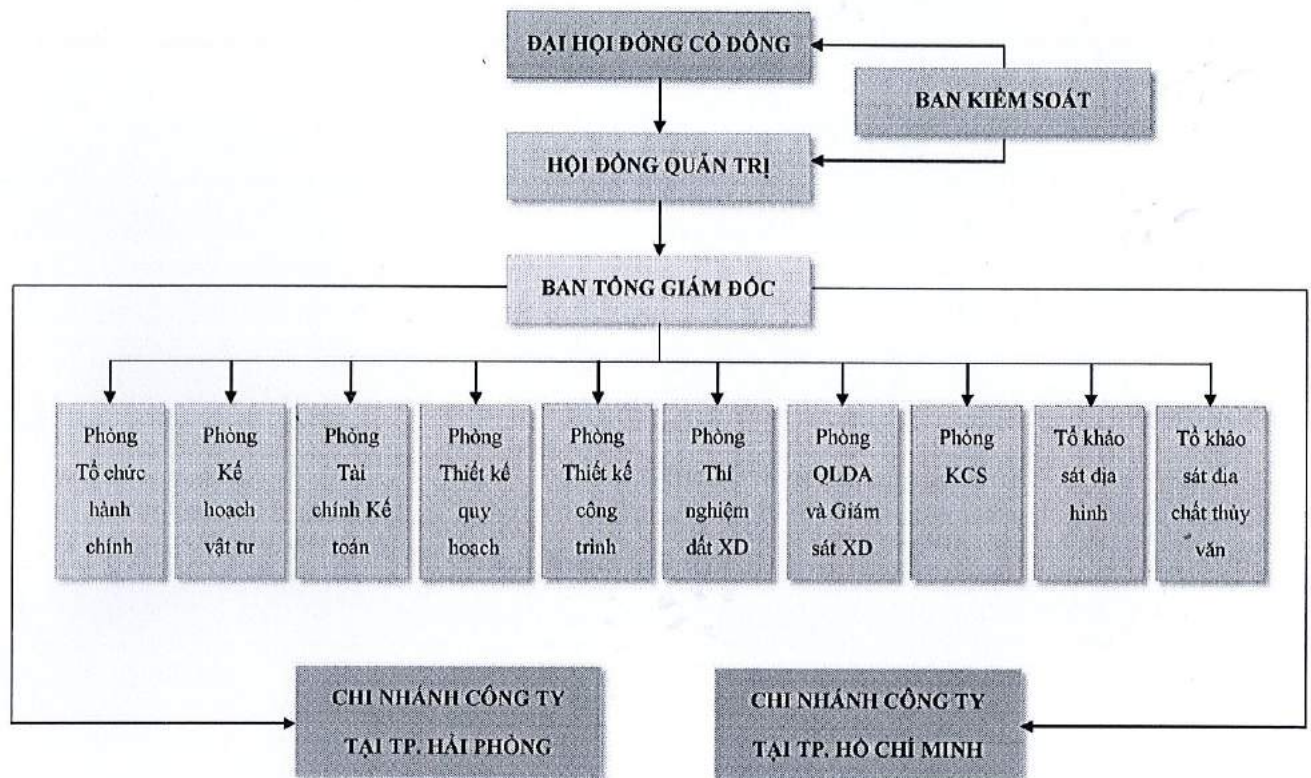 ĐẠI HỘI ĐỒNG CỔ ĐÔNG
BAN KIỂM SOÁT
HỘI ĐỒNG QUẢN TRỊ
BAN TỔNG GIÁM ĐỐC
Phòng
Tổ chức
hành
chính
Phòng
Kế
hoạch
vật tư
Phòng
Tài
chính Kế
toán
Phòng
Thiết kế
quy
hoạch
Phòng
Thiết kế
công
trình
Phòng
Thí
nghiệm
đất XD
Phòng
QLDA
và Giám
sát XD
Phòng
KCS
Tổ khảo
sát địa
hình
Tổ khảo
sát địa
chất thủy
văn
CHI NHÁNH CÔNG TY
TẠI TP. HẢI PHÒNG
CHI NHÁNH CÔNG TY
TẠI TP. HỒ CHÍ MINH